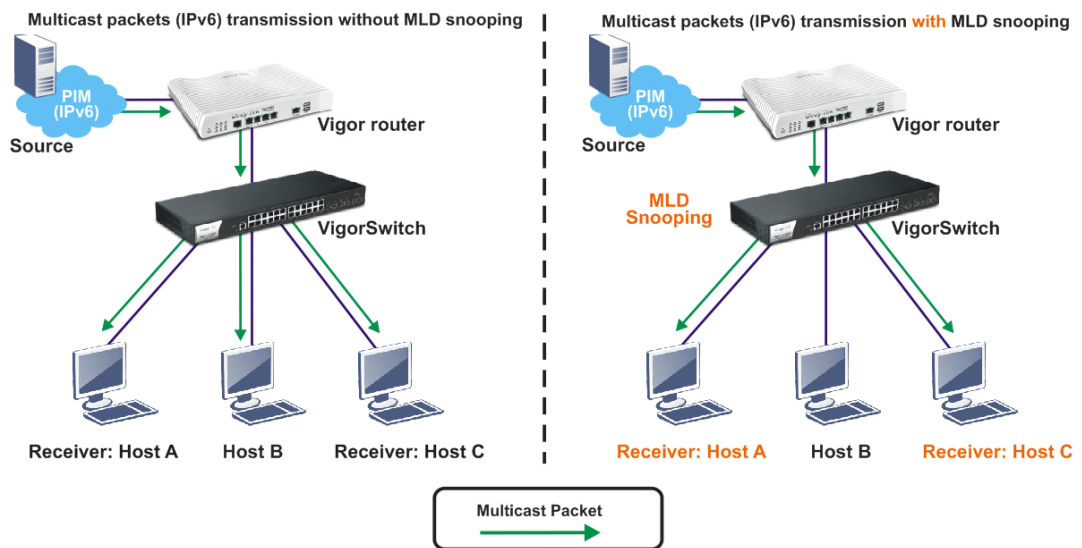 Multicast packets (IPv6) transmission without MLD snooping
PIM
(IPv6)
Source
Vigor router
VigorSwitch
Receiver: Host A
Host B
Receiver: Host C
Multicast packets (IPv6) transmission with MLD snooping
PIM
(IPv6)
Source
Vigor router
MLD
Snooping
VigorSwitch
Receiver: Host A
Host B
Receiver: Host C
Multicast Packet